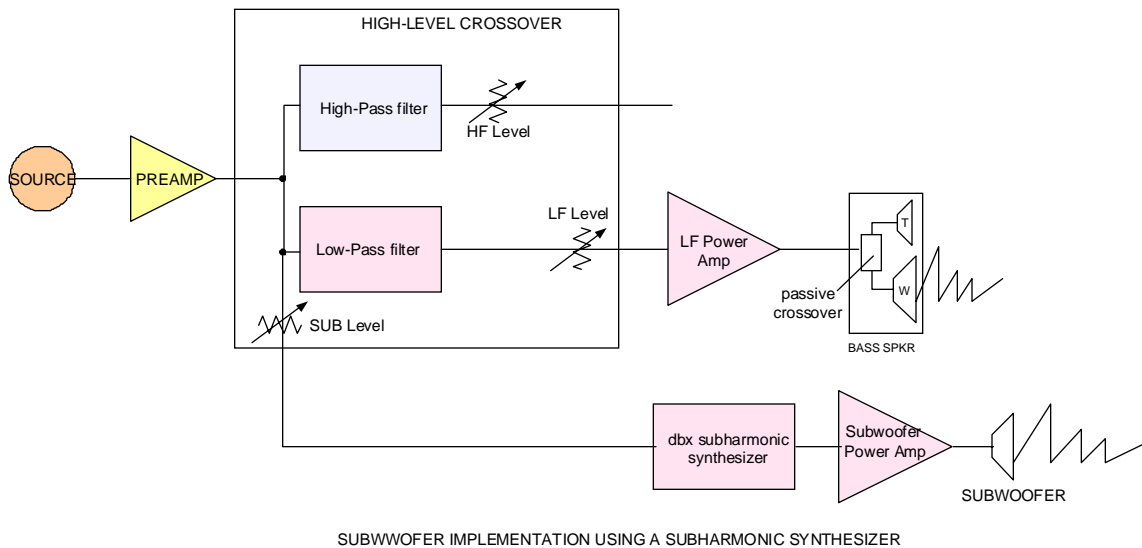 HIGH-LEVEL CROSSOVER
High-Pass filter
HF Level
SOURCE
PREAMP
LF Level
Low-Pass filter
LF Power
Amp
T
W
passive
crossover
SUB Level
BASS SPKR
dbx subharmonic
synthesizer
Subwoofer
Power Amp
SUBWOOFER
SUBWWOFER IMPLEMENTATION USING A SUBHARMONIC SYNTHESIZER